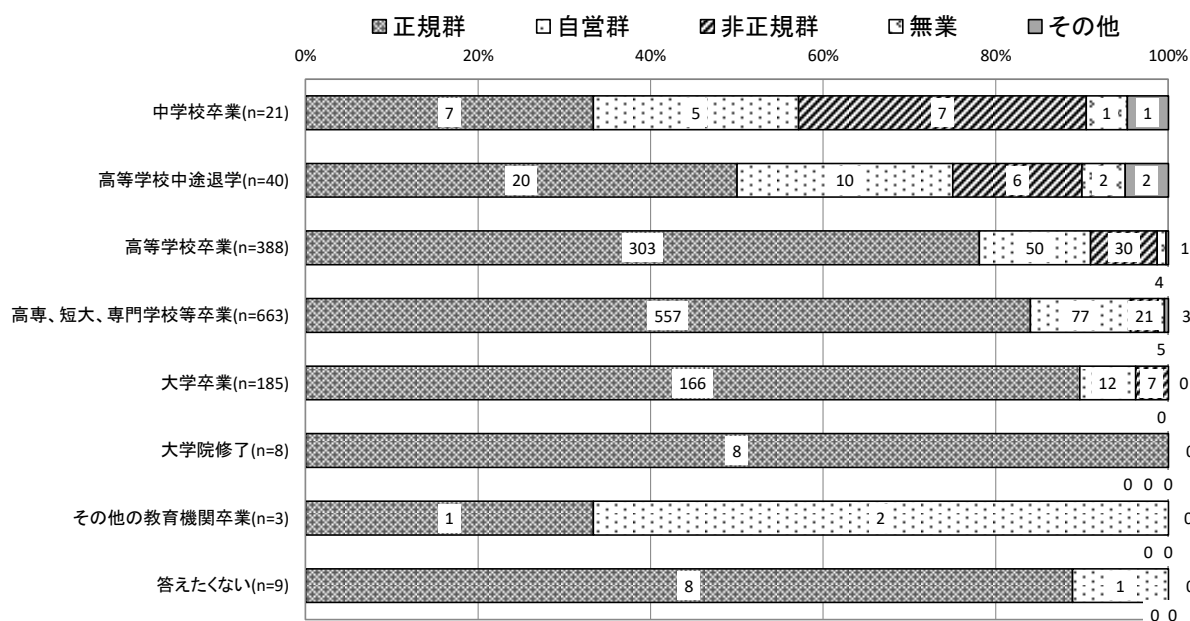 正規群 自営群 非正規群 無業 その他
0% 20% 40% 60% 80% 100%
中学校卒業(n=21) 7 5 7 1 1
高等学校中途退学(n=40) 20 10 6 2 2
高等学校卒業(n=388) 303 50 30 1
4
高専、短大、専門学校等卒業(n=663) 557 77 21 3
5
大学卒業(n=185) 166 12 7 0
0
大学院修了(n=8) 8 0
0 0 0
その他の教育機関卒業(n=3) 1 2 0
0 0
答えたくない(n=9) 8 1 0
0 0